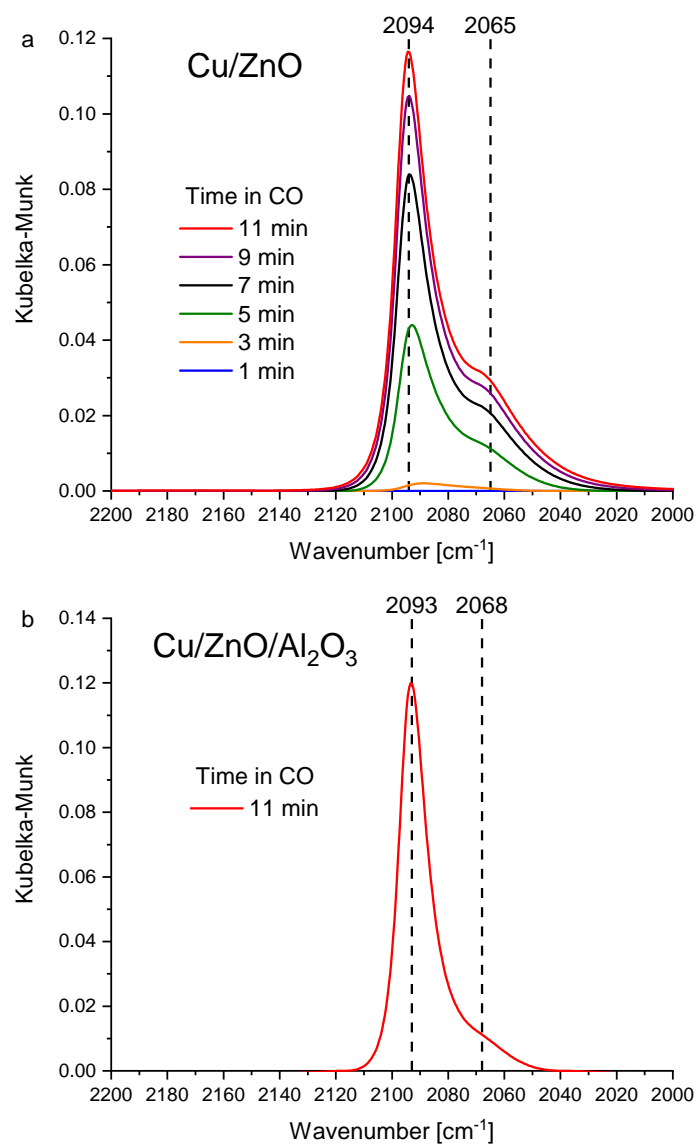 a
2094 2065
0.12
Cu/ZnO
0.10
0.08
Time in CO
11 min
9 min
7 min
5 min
3 min
1 min
0.06
0.04
0.02
0.00
Kubelka-Munk
2200 2180 2160 2140 2120 2100 2080 2060 2040 2020 2000
Wavenumber [cm⁻¹]
b
2093 2068
0.14
Cu/ZnO/Al₂O₃
0.12
0.10
0.08
Time in CO
11 min
0.06
0.04
0.02
0.00
Kubelka-Munk
2200 2180 2160 2140 2120 2100 2080 2060 2040 2020 2000
Wavenumber [cm⁻¹]